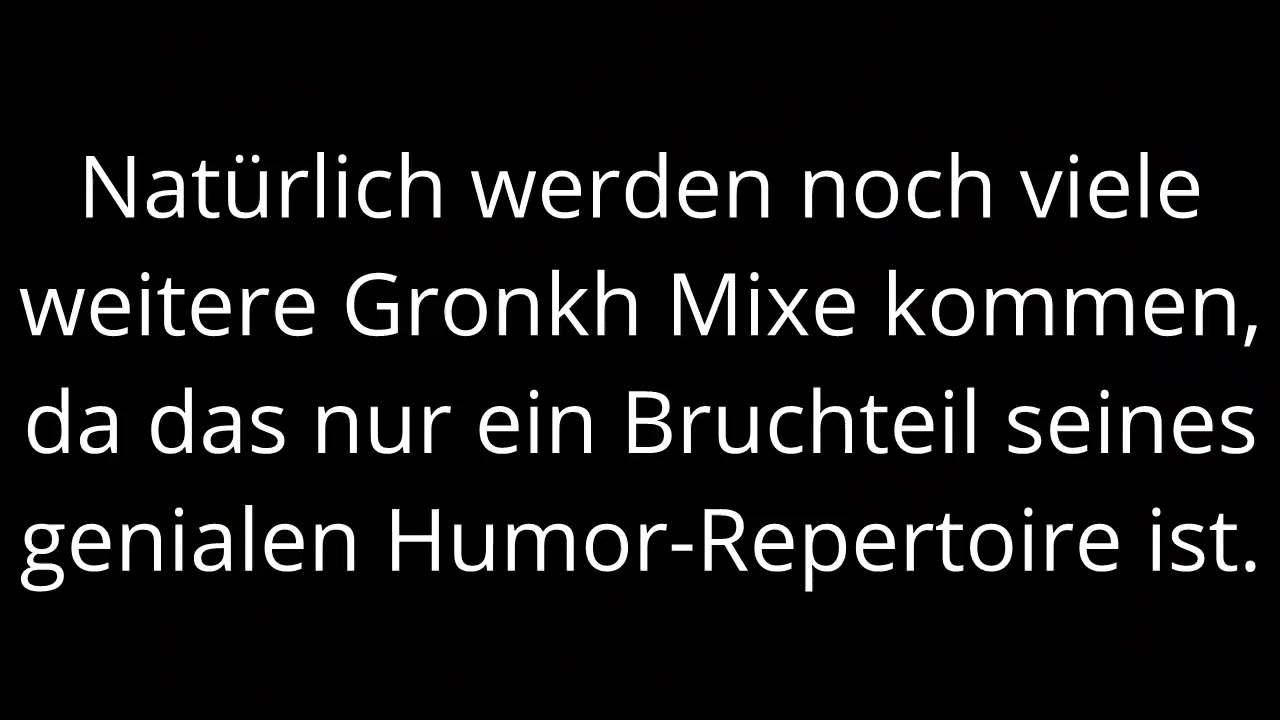 Natürlich werden noch viele
weitere Gronkh Mixe kommen,
da das nur ein Bruchteil seines
genialen Humor-Repertoire ist.